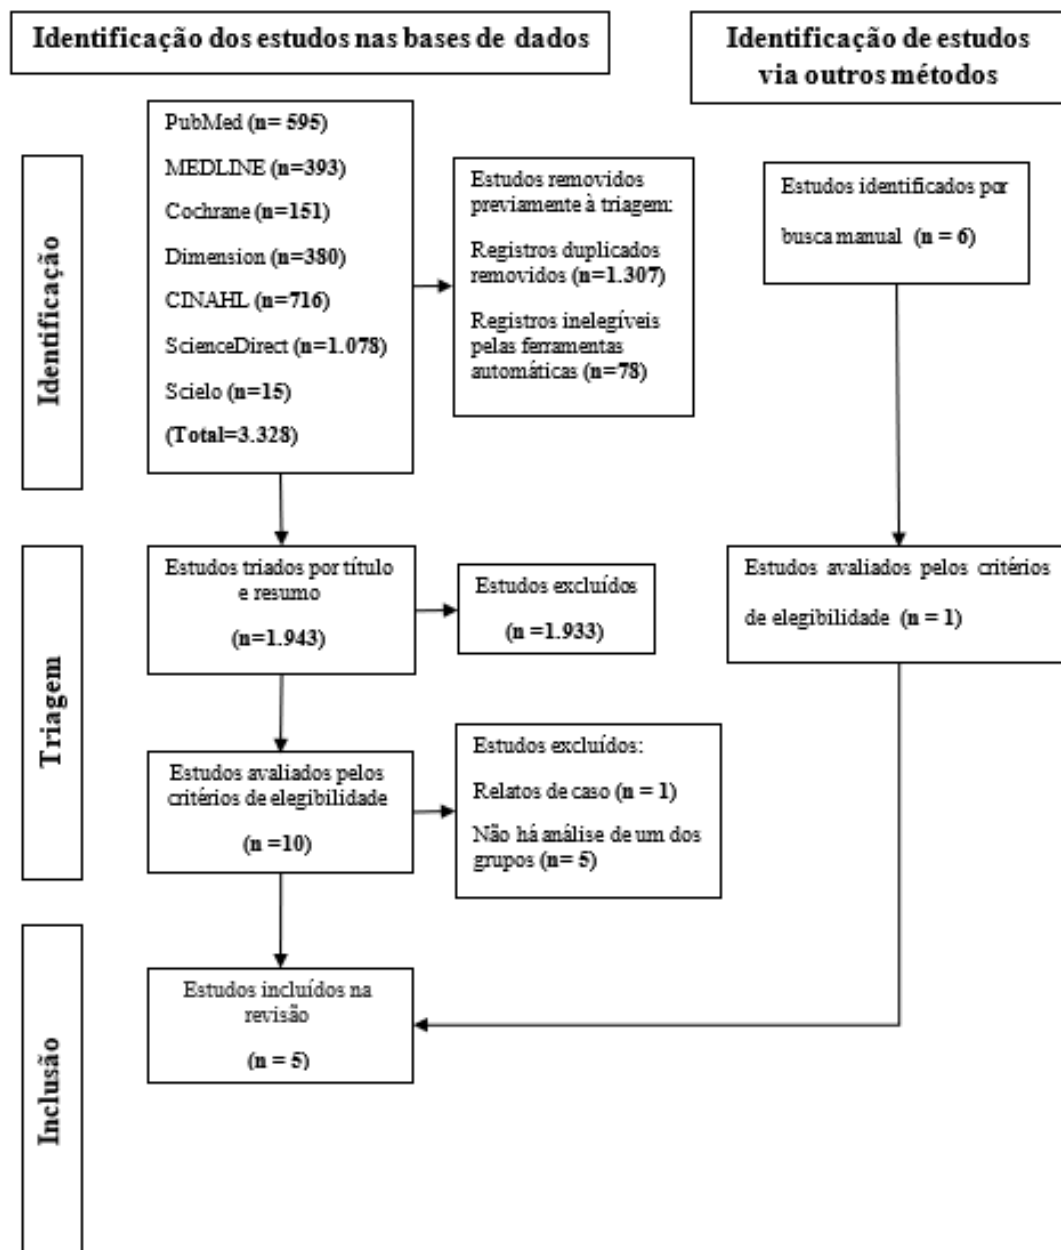 Identificação dos estudos nas bases de dados
Identificação de estudos
via outros métodos
Identificação
PubMed (n= 595)
MEDLINE (n=393)
Cochrane (n=151)
Dimension (n=380)
CINAHL (n=716)
ScienceDirect (n=1.078)
Scielo (n=15)
(Total=3.328)
Estudos removidos
previamente à triagem:
Registros duplicados
removidos (n=1.307)
Registros inelegíveis
pelas ferramentas
automáticas (n=78)
Estudos identificados por
busca manual (n = 6)
Triagem
Estudos triados por título
e resumo
(n=1.943)
Estudos excluídos
(n =1.933)
Estudos avaliados pelos critérios
de elegibilidade (n = 1)
Estudos avaliados pelos
critérios de elegibilidade
(n =10)
Estudos excluídos:
Relatos de caso (n = 1)
Não há análise de um dos
grupos (n= 5)
Inclusão
Estudos incluídos na
revisão
(n = 5)